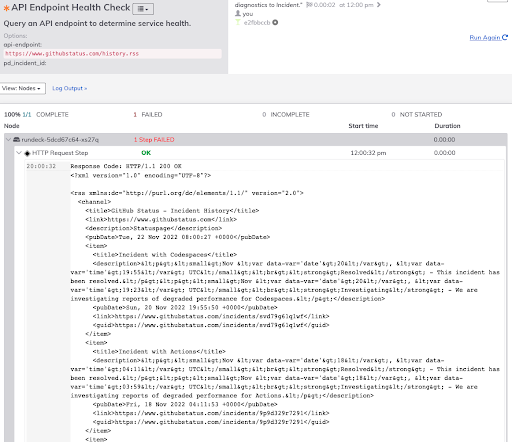 API Endpoint Health Check
diagnostics to Incident." 0.00:02 at 12:00 pm
you
e2fbbccb
Query an API endpoint to determine service health.
Options:
api-endpoint:
https://www.githubstatus.com/history.rss
pd_incident_id:
Run Again
View: Nodes
Log Output »
100% 1/1 COMPLETE 1 FAILED 0 INCOMPLETE 0 NOT STARTED
Node Start time Duration
rundeck-5dcd67c64-xs27q 1 Step FAILED 0.00:00
HTTP Request Step OK 12:00:32 pm 0.00:00
20:00:32 Response Code: HTTP/1.1 200 OK
<?xml version="1.0" encoding="UTF-8"?>
<rss xmlns:dc="http://purl.org/dc/elements/1.1/" version="2.0">
<channel>
<title>GitHub Status - Incident History</title>
<link>https://www.githubstatus.com</link>
<description>Statuspage</description>
<pubDate>Tue, 22 Nov 2022 08:00:27 +0000</pubDate>
<item>
<title>Incident with Codespaces</title>
<description>&lt;p&gt;&lt;small&gt;Nov &lt;var data-var='date'&gt;20&lt;/var&gt;, &lt;var data-
var='time'&gt;19:55&lt;/var&gt; UTC&lt;/small&gt;&lt;br&gt;&lt;strong&gt;Resolved&lt;/strong&gt; - This incident
has been resolved.&lt;/p&gt;&lt;p&gt;&lt;small&gt;Nov &lt;var data-var='date'&gt;20&lt;/var&gt;, &lt;var data-
var='time'&gt;19:22&lt;/var&gt; UTC&lt;/small&gt;&lt;br&gt;&lt;strong&gt;Investigating&lt;/strong&gt; - We are
investigating reports of degraded performance for Codespaces.&lt;/p&gt;</description>
<pubDate>Sun, 20 Nov 2022 19:55:50 +0000</pubDate>
<link>https://www.githubstatus.com/incidents/svd79g61qlwf</link>
<guid>https://www.githubstatus.com/incidents/svd79g61qlwf</guid>
</item>
<item>
<title>Incident with Actions</title>
<description>&lt;p&gt;&lt;small&gt;Nov &lt;var data-var='date'&gt;18&lt;/var&gt;, &lt;var data-
var='time'&gt;04:11&lt;/var&gt; UTC&lt;/small&gt;&lt;br&gt;&lt;strong&gt;Resolved&lt;/strong&gt; - This incident has
been resolved.&lt;/p&gt;&lt;p&gt;&lt;small&gt;Nov &lt;var data-var='date'&gt;18&lt;/var&gt;, &lt;var data-
var='time'&gt;03:59&lt;/var&gt; UTC&lt;/small&gt;&lt;br&gt;&lt;strong&gt;Investigating&lt;/strong&gt; - We are
investigating reports of degraded performance for Actions.&lt;/p&gt;</description>
<pubDate>Fri, 18 Nov 2022 04:11:53 +0000</pubDate>
<link>https://www.githubstatus.com/incidents/9p9d329r7291</link>
<guid>https://www.githubstatus.com/incidents/9p9d329r7291</guid>
</item>
<item>